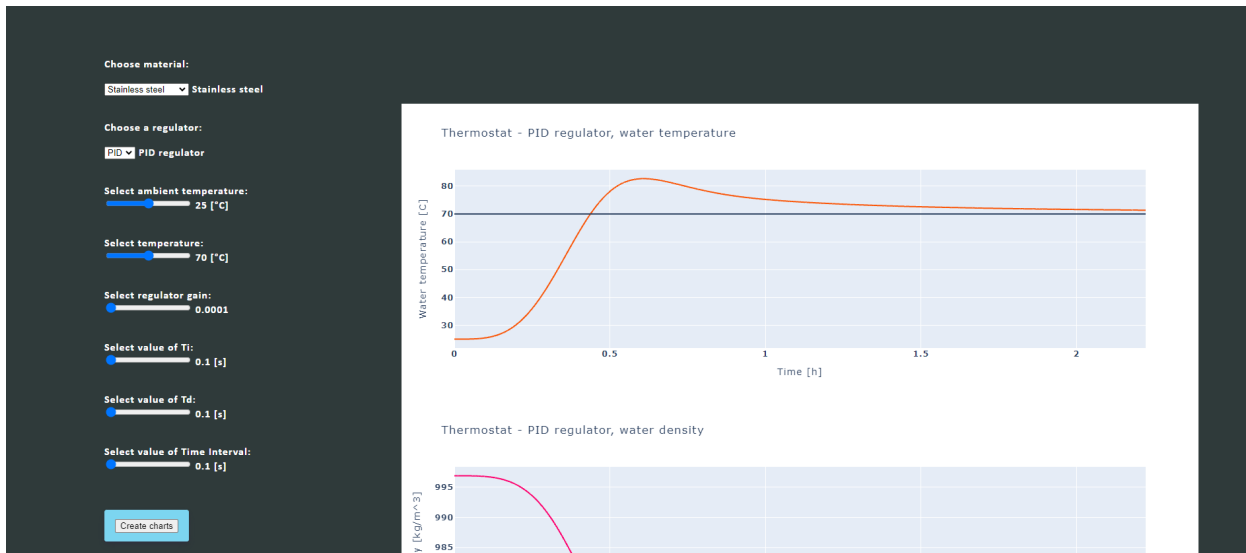 Choose material:
Stainless steel Stainless steel
Choose a regulator:
PID PID regulator
Select ambient temperature:
25 [°C]
Select temperature:
70 [°C]
Select regulator gain:
0.0001
Select value of Ti:
0.1 [s]
Select value of Td:
0.1 [s]
Select value of Time Interval:
0.1 [s]
Create charts
Thermostat - PID regulator, water temperature
Water temperature [C]
80
70
60
50
40
30
0 0.5 1 1.5 2
Time [h]
Thermostat - PID regulator, water density
[kg/m^3]
995
990
985